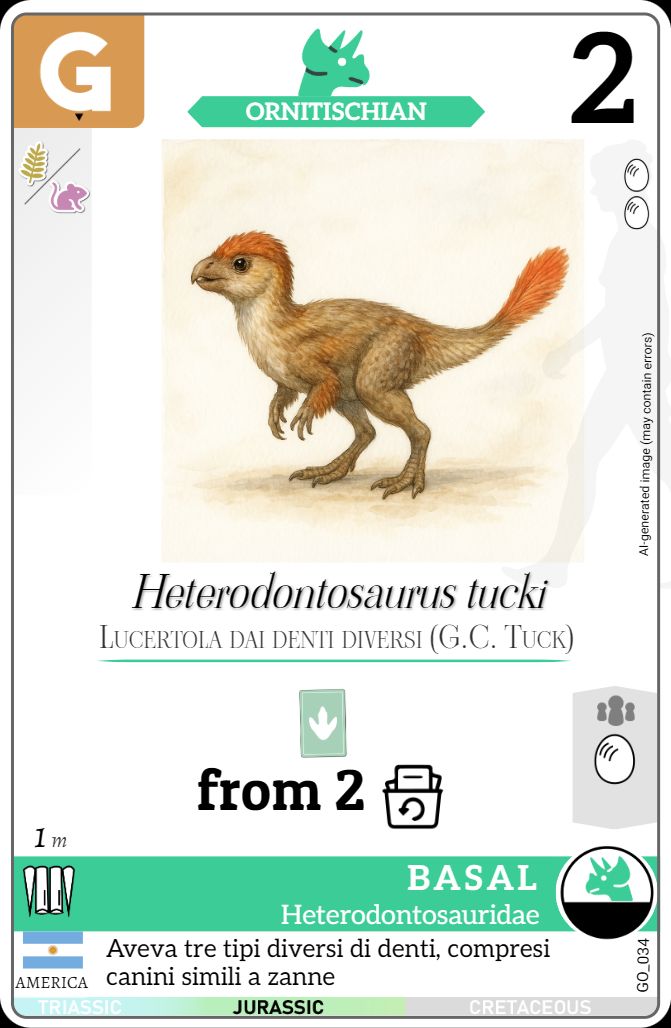 G
ORNITISCHIAN
2
AI-generated image (may contain errors)
Heterodontosaurus tucki
LUCERTOLA DAI DENTI DIVERSI (G.C. TUCK)
from 2
1 m
BASAL
Heterodontosauridae
AMERICA
Aveva tre tipi diversi di denti, compresi
canini simili a zanne
GO_034
TRIASSIC JURASSIC CRETACEOUS